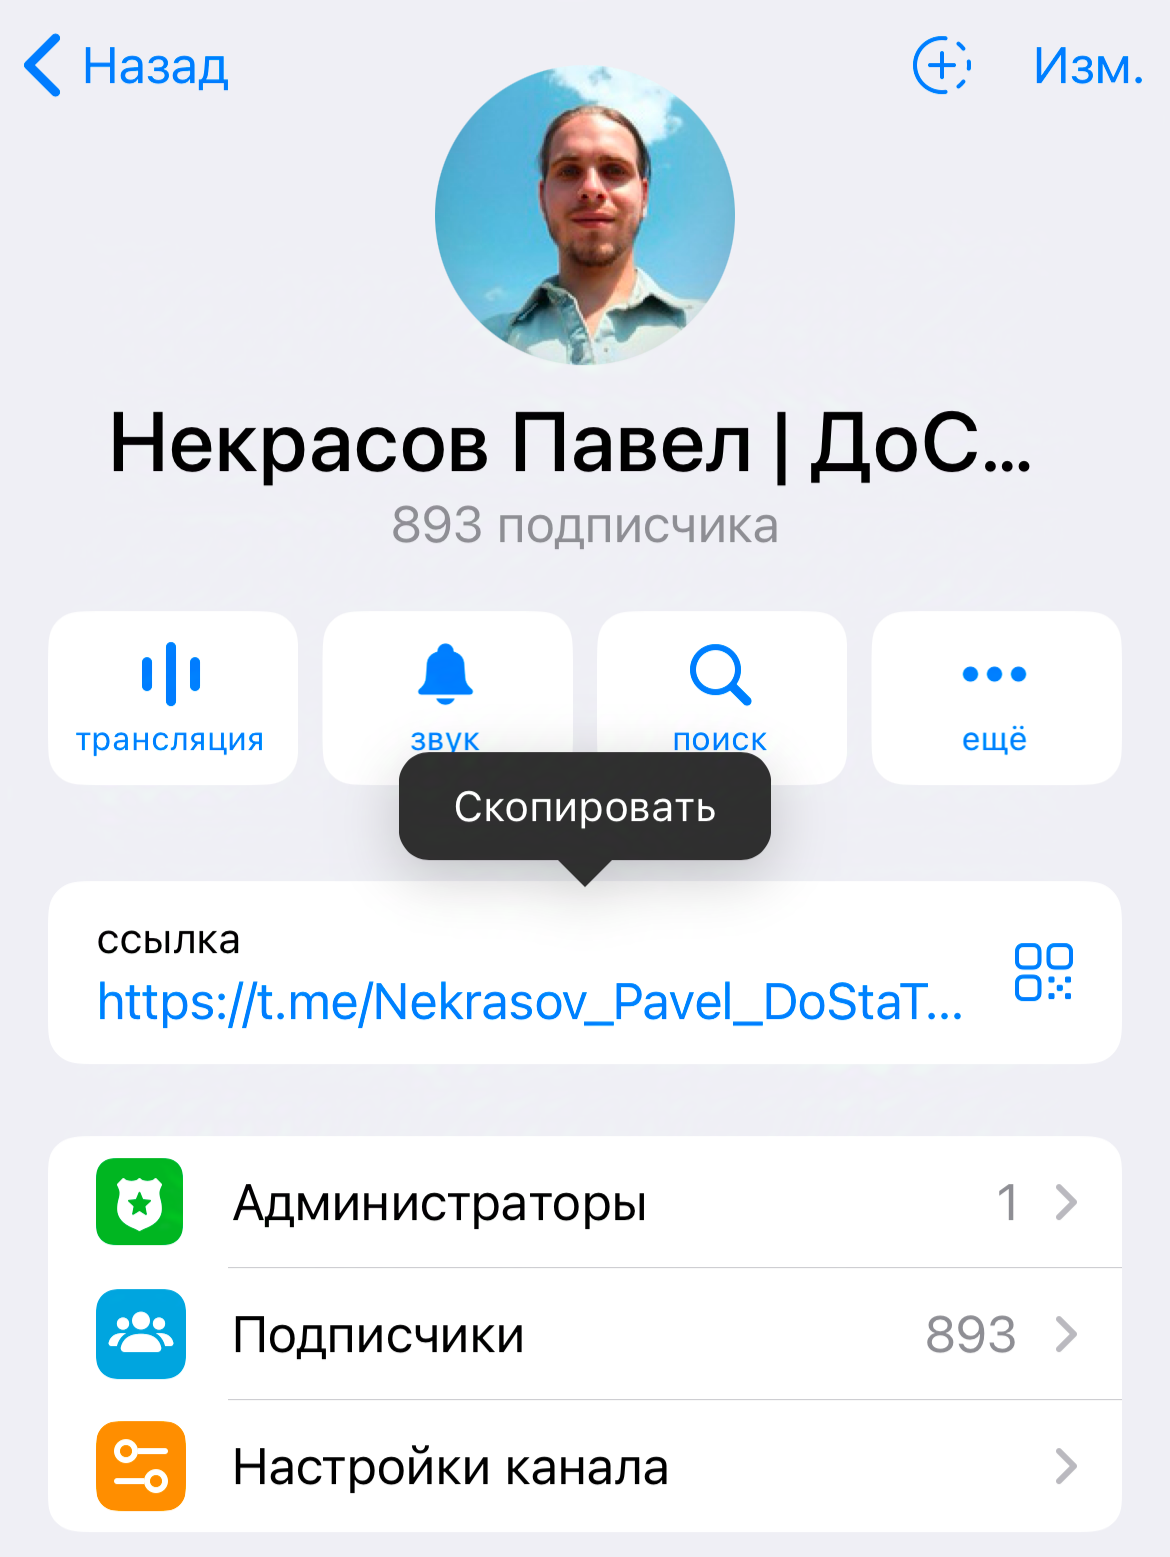 Назад
Изм.
Некрасов Павел | ДоС...
893 подписчика
трансляция
звук
поиск
ещё
Скопировать
ссылка
https://t.me/Nekrasov_Pavel_DoStaT...
Администраторы 1
Подписчики 893
Настройки канала